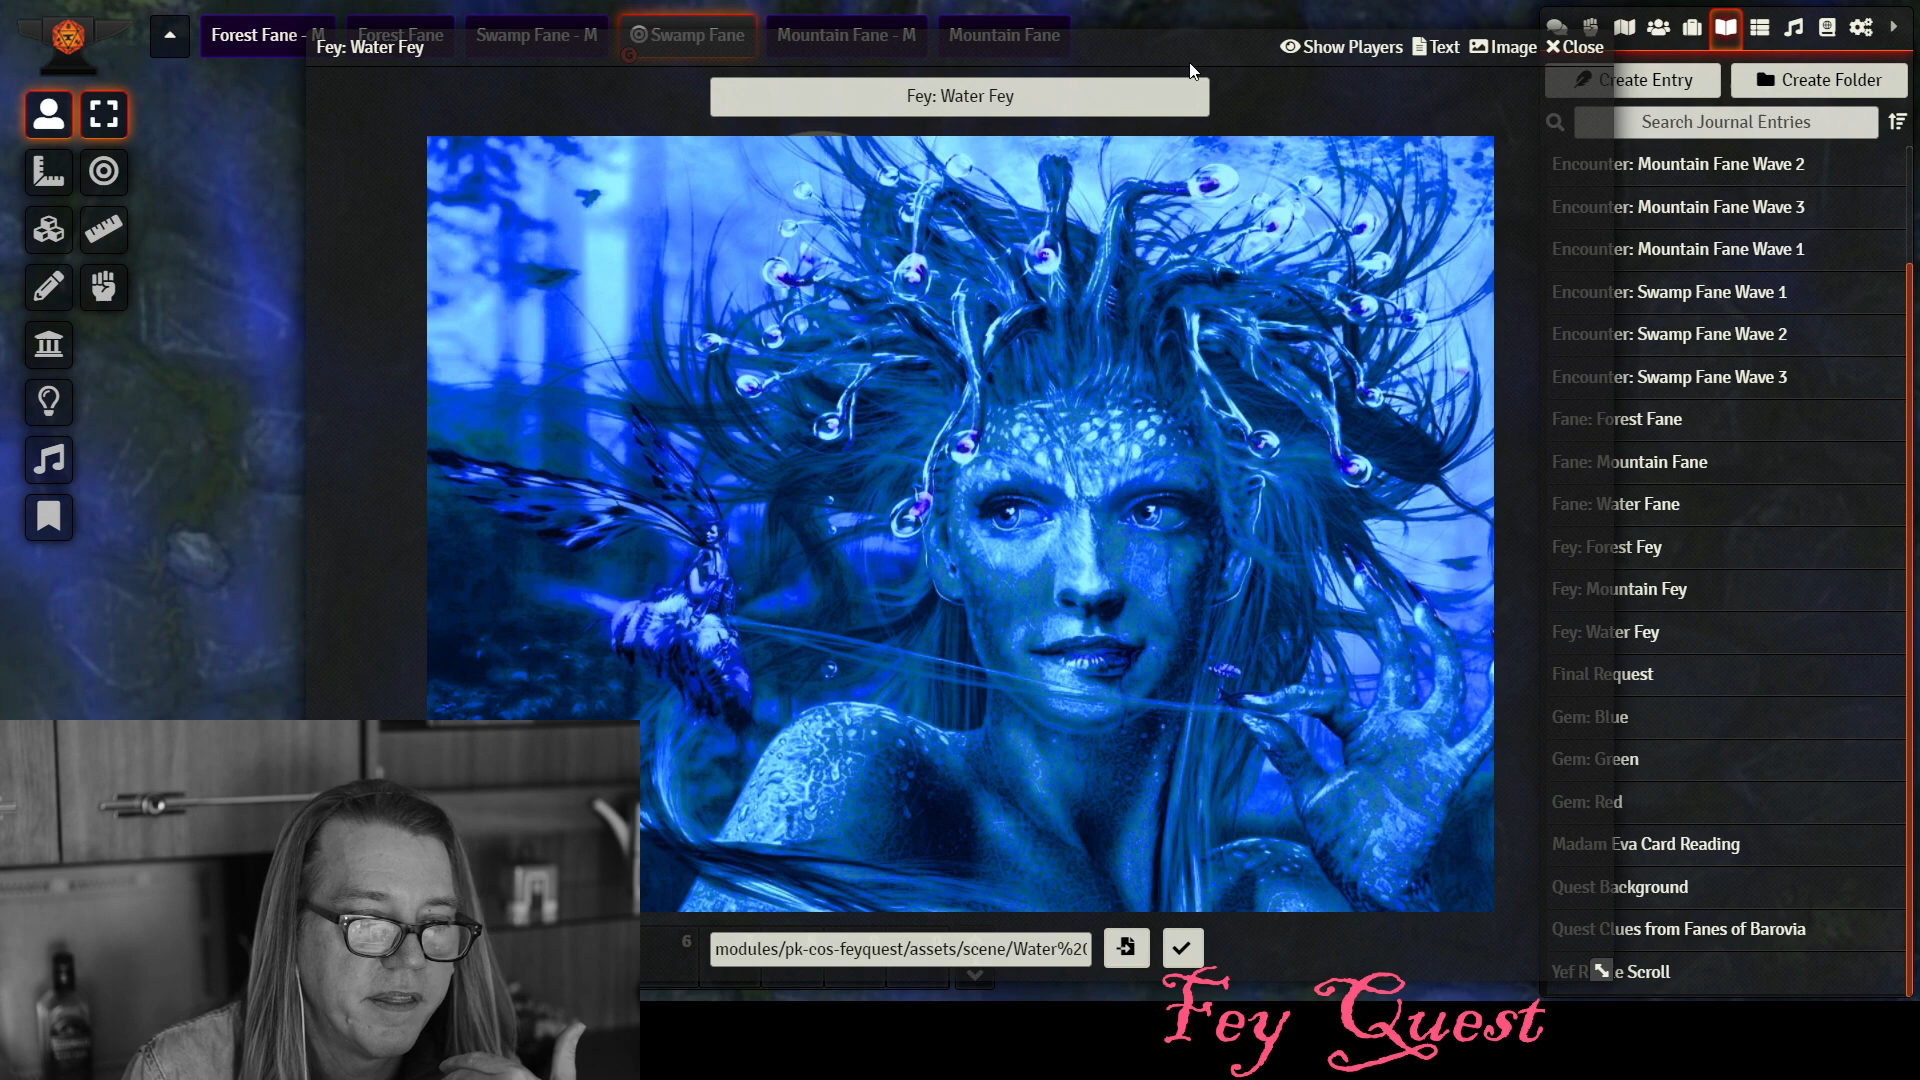 Forest Fane - M
Forest Fane
Swamp Fane - M
Swamp Fane
Mountain Fane - M
Mountain Fane
G
Fey: Water Fey
Show Players
Text
Image
Close
Create Entry
Create Folder
Fey: Water Fey
Search Journal Entries
Encounter: Mountain Fane Wave 2
Encounter: Mountain Fane Wave 3
Encounter: Mountain Fane Wave 1
Encounter: Swamp Fane Wave 1
Encounter: Swamp Fane Wave 2
Encounter: Swamp Fane Wave 3
Fane: Forest Fane
Fane: Mountain Fane
Fane: Water Fane
Fey: Forest Fey
Fey: Mountain Fey
Fey: Water Fey
Final Request
Gem: Blue
Gem: Green
Gem: Red
Madam Eva Card Reading
Quest Background
Quest Clues from Fanes of Barovia
e Scroll
6
modules/pk-cos-feyquest/assets/scene/Water%20
Fey Quest